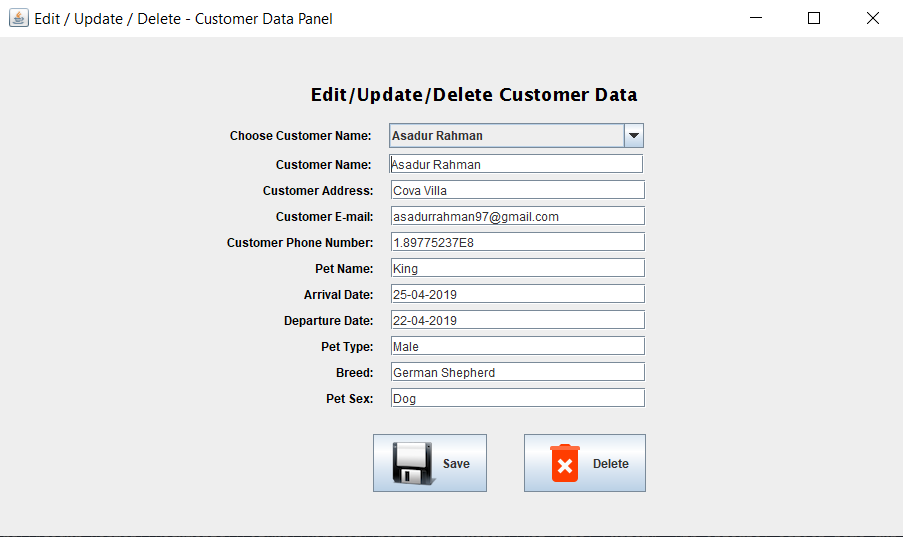 Edit / Update / Delete - Customer Data Panel
Edit/Update/Delete Customer Data
Choose Customer Name: Asadur Rahman
Customer Name: Asadur Rahman
Customer Address: Cova Villa
Customer E-mail: asadurrahman97@gmail.com
Customer Phone Number: 1.89775237E8
Pet Name: King
Arrival Date: 25-04-2019
Departure Date: 22-04-2019
Pet Type: Male
Breed: German Shepherd
Pet Sex: Dog
Save Delete